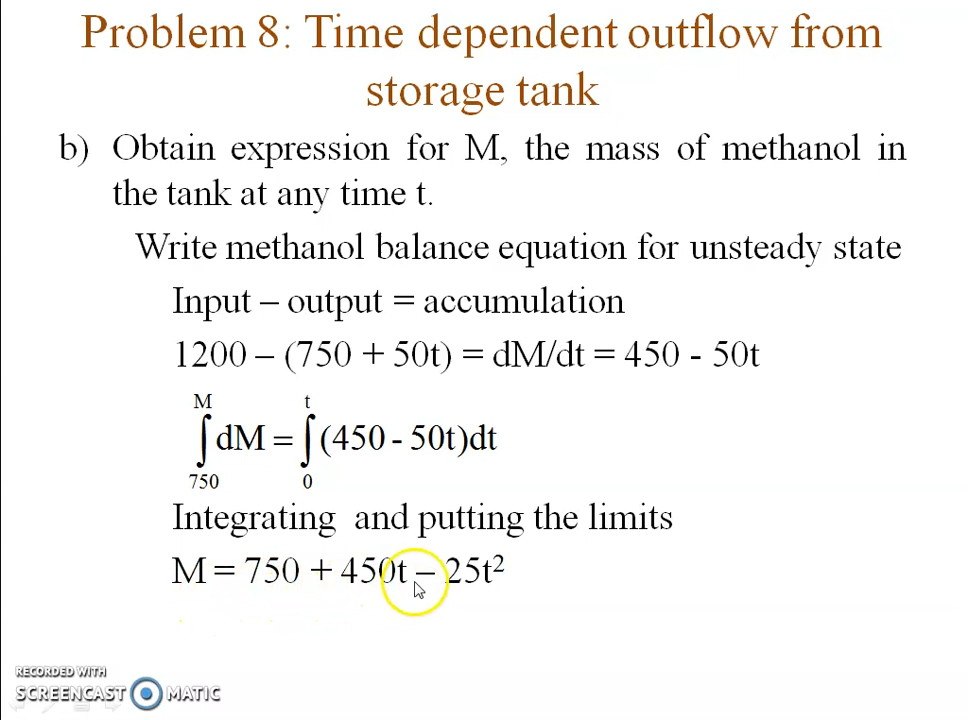 Problem 8: Time dependent outflow from
storage tank
b) Obtain expression for M, the mass of methanol in
the tank at any time t.
Write methanol balance equation for unsteady state
Input – output = accumulation
1200 – (750 + 50t) = dM/dt = 450 - 50t
∫₇₅₀ᴹ dM = ∫₀ᵗ (450 - 50t)dt
Integrating and putting the limits
M = 750 + 450t – 25t²
RECORDED WITH
SCREENCAST MATIC